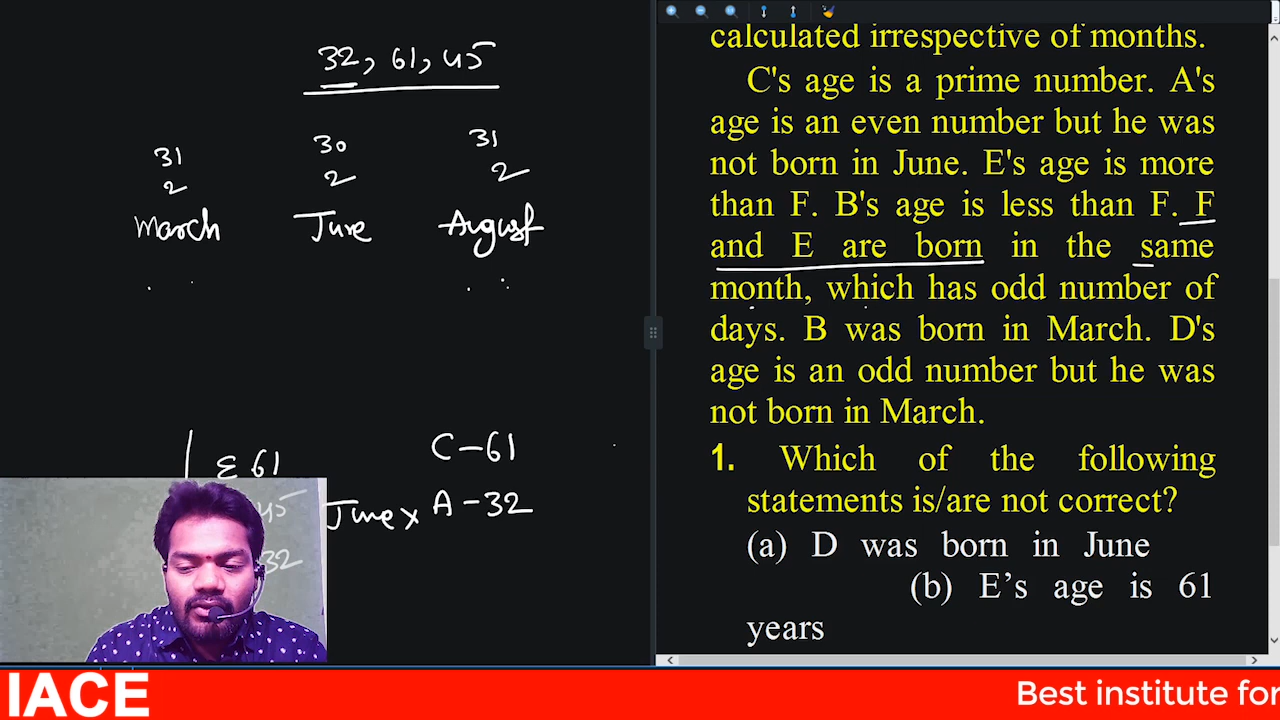 32, 61, 45
31 30 31
2 2 2
March June August
C-61
E 61
June x A-32
45
32
calculated irrespective of months.
C's age is a prime number. A's
age is an even number but he was
not born in June. E's age is more
than F. B's age is less than F. F
and E are born in the same
month, which has odd number of
days. B was born in March. D's
age is an odd number but he was
not born in March.
1. Which of the following
statements is/are not correct?
(a) D was born in June
(b) E's age is 61
years
IACE
Best institute for